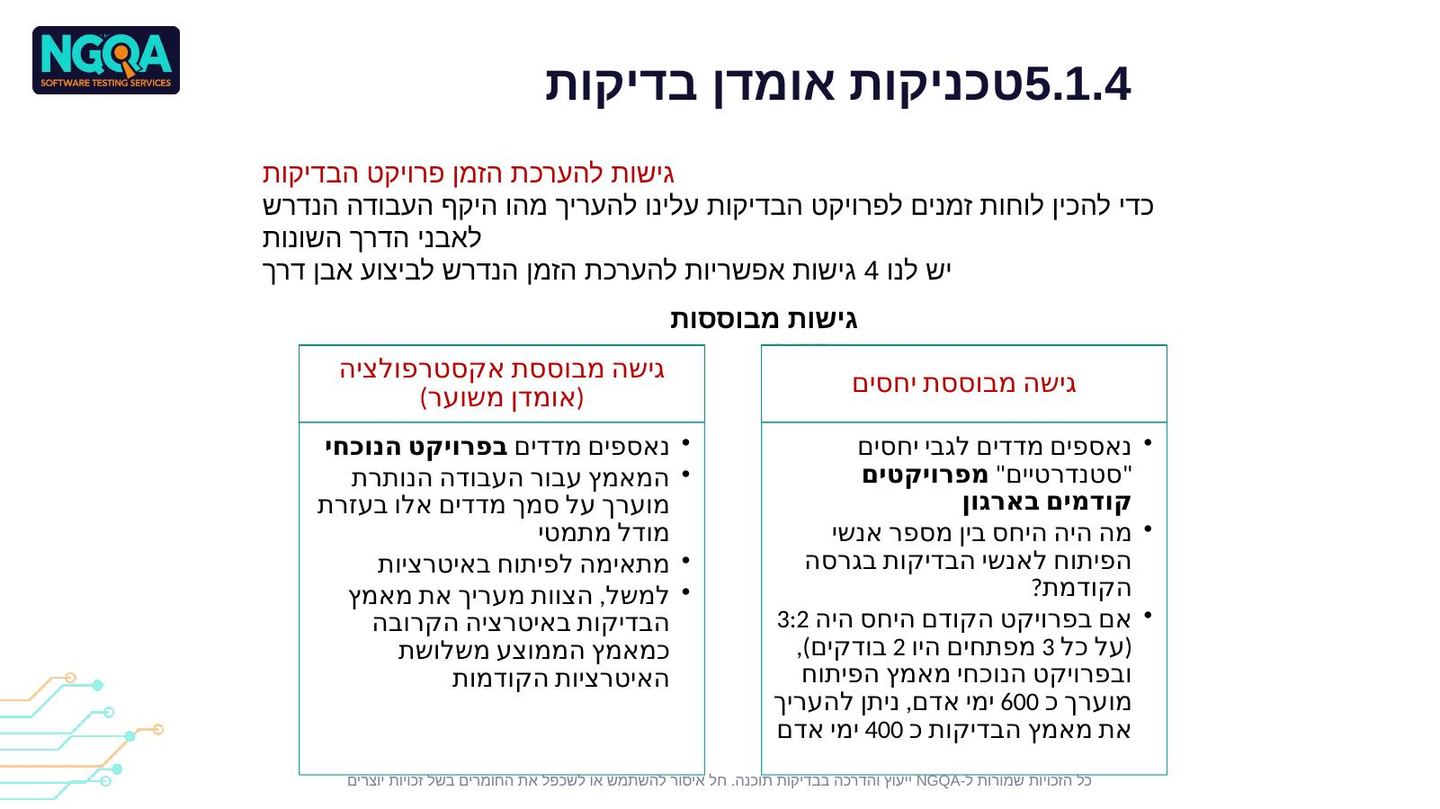 NGQA
SOFTWARE TESTING SERVICES
5.1.4טכניקות אומדן בדיקות
גישות להערכת הזמן פרויקט הבדיקות
כדי להכין לוחות זמנים לפרויקט הבדיקות עלינו להעריך מהו היקף העבודה הנדרש
לאבני הדרך השונות
יש לנו 4 גישות אפשריות להערכת הזמן הנדרש לביצוע אבן דרך
גישות מבוססות
גישה מבוססת יחסים
• נאספים מדדים לגבי יחסים
"סטנדרטיים" מפרויקטים
קודמים בארגון
• מה היה היחס בין מספר אנשי
הפיתוח לאנשי הבדיקות בגרסה
הקודמת?
• אם בפרויקט הקודם היחס היה 3:2
(על כל 3 מפתחים היו 2 בודקים),
ובפרויקט הנוכחי מאמץ הפיתוח
מוערך כ 600 ימי אדם, ניתן להעריך
את מאמץ הבדיקות כ 400 ימי אדם
גישה מבוססת אקסטרפולציה
(אומדן משוער)
• נאספים מדדים בפרויקט הנוכחי
• המאמץ עבור העבודה הנותרת
מוערך על סמך מדדים אלו בעזרת
מודל מתמטי
• מתאימה לפיתוח באיטרציות
• למשל, הצוות מעריך את מאמץ
הבדיקות באיטרציה הקרובה
כמאמץ הממוצע משלושת
האיטרציות הקודמות
כל הזכויות שמורות ל-NGQA ייעוץ והדרכה בבדיקות תוכנה. חל איסור להשתמש או לשכפל את החומרים בשל זכויות יוצרים